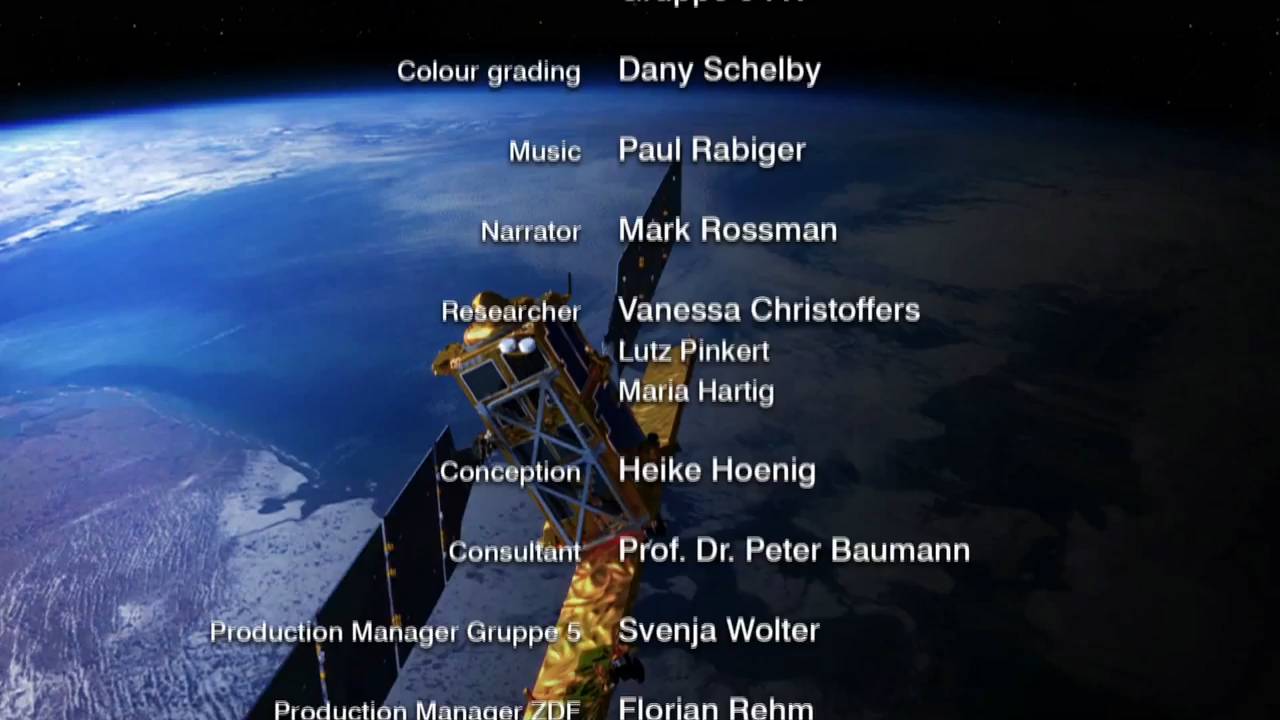 Colour grading Dany Schelby
Music Paul Rabiger
Narrator Mark Rossman
Researcher Vanessa Christoffers
Lutz Pinkert
Maria Hartig
Conception Heike Hoenig
Consultant Prof. Dr. Peter Baumann
Production Manager Gruppe 5 Svenja Wolter
Production Manager ZDF Florian Rehm